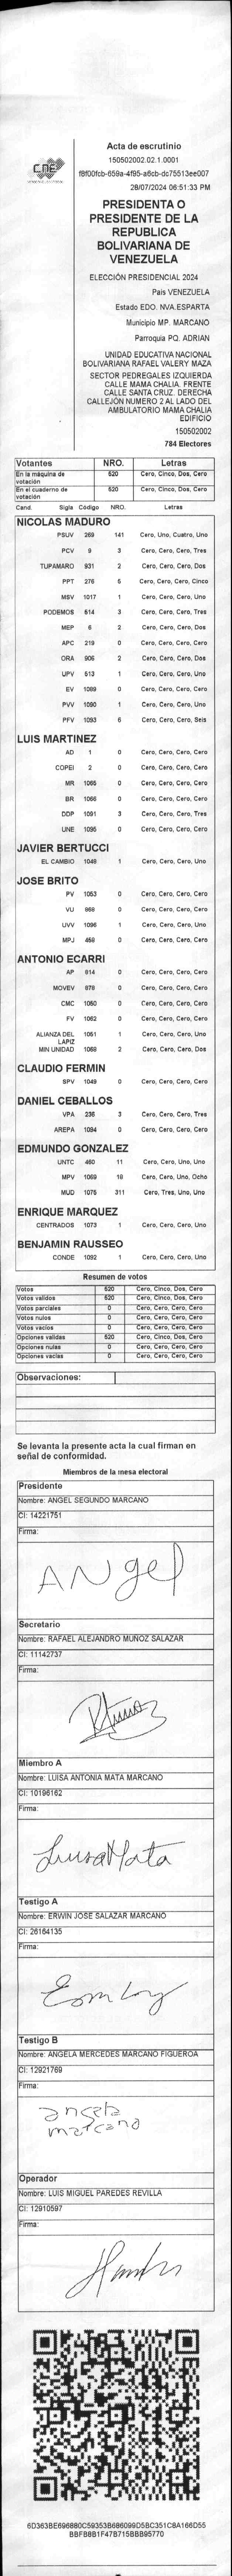 Acta de escrutinio
150502002.02.1.0001
f8f00fcb-659a-4f95-a6cb-dc75513ee007
28/07/2024 06:51:33 PM
CNE
PRESIDENTA O
PRESIDENTE DE LA
REPUBLICA
BOLIVARIANA DE
VENEZUELA
ELECCIÓN PRESIDENCIAL 2024
Pais VENEZUELA
Estado EDO. NVA.ESPARTA
Municipio MP. MARCANO
Parroquia PQ. ADRIAN
UNIDAD EDUCATIVA NACIONAL
BOLIVARIANA RAFAEL VALERY MAZA
SECTOR PEDREGALES IZQUIERDA
CALLE MAMA CHALIA. FRENTE
CALLE SANTA CRUZ. DERECHA
CALLEJÓN NUMERO 2 AL LADO DEL
AMBULATORIO MAMA CHALIA
EDIFICIO
150502002
784 Electores
Votantes NRO. Letras
En la máquina de votación 520 Cero, Cinco, Dos, Cero
En el cuaderno de votación 520 Cero, Cinco, Dos, Cero
Cand. Sigla Código NRO. Letras
NICOLAS MADURO
PSUV 269 141 Cero, Uno, Cuatro, Uno
PCV 9 3 Cero, Cero, Cero, Tres
TUPAMARO 931 2 Cero, Cero, Cero, Dos
PPT 276 5 Cero, Cero, Cero, Cinco
MSV 1017 1 Cero, Cero, Cero, Uno
PODEMOS 514 3 Cero, Cero, Cero, Tres
MEP 6 2 Cero, Cero, Cero, Dos
APC 219 0 Cero, Cero, Cero, Cero
ORA 906 2 Cero, Cero, Cero, Dos
UPV 513 1 Cero, Cero, Cero, Uno
EV 1089 0 Cero, Cero, Cero, Cero
PVV 1090 1 Cero, Cero, Cero, Uno
PFV 1093 6 Cero, Cero, Cero, Seis
LUIS MARTINEZ
AD 1 0 Cero, Cero, Cero, Cero
COPEI 2 0 Cero, Cero, Cero, Cero
MR 1065 0 Cero, Cero, Cero, Cero
BR 1066 0 Cero, Cero, Cero, Cero
DDP 1091 3 Cero, Cero, Cero, Tres
UNE 1095 0 Cero, Cero, Cero, Cero
JAVIER BERTUCCI
EL CAMBIO 1048 1 Cero, Cero, Cero, Uno
JOSE BRITO
PV 1053 0 Cero, Cero, Cero, Cero
VU 868 0 Cero, Cero, Cero, Cero
UVV 1096 1 Cero, Cero, Cero, Uno
MPJ 458 0 Cero, Cero, Cero, Cero
ANTONIO ECARRI
AP 914 0 Cero, Cero, Cero, Cero
MOVEV 878 0 Cero, Cero, Cero, Cero
CMC 1050 0 Cero, Cero, Cero, Cero
FV 1062 0 Cero, Cero, Cero, Cero
ALIANZA DEL LAPIZ 1051 1 Cero, Cero, Cero, Uno
MIN UNIDAD 1068 2 Cero, Cero, Cero, Dos
CLAUDIO FERMIN
SPV 1049 0 Cero, Cero, Cero, Cero
DANIEL CEBALLOS
VPA 236 3 Cero, Cero, Cero, Tres
AREPA 1094 0 Cero, Cero, Cero, Cero
EDMUNDO GONZALEZ
UNTC 460 11 Cero, Cero, Uno, Uno
MPV 1069 18 Cero, Cero, Uno, Ocho
MUD 1076 311 Cero, Tres, Uno, Uno
ENRIQUE MARQUEZ
CENTRADOS 1073 1 Cero, Cero, Cero, Uno
BENJAMIN RAUSSEO
CONDE 1092 1 Cero, Cero, Cero, Uno
Resumen de votos
Votos 520 Cero, Cinco, Dos, Cero
Votos validos 520 Cero, Cinco, Dos, Cero
Votos parciales 0 Cero, Cero, Cero, Cero
Votos nulos 0 Cero, Cero, Cero, Cero
Votos vacios 0 Cero, Cero, Cero, Cero
Opciones validas 520 Cero, Cinco, Dos, Cero
Opciones nulas 0 Cero, Cero, Cero, Cero
Opciones vacias 0 Cero, Cero, Cero, Cero
Observaciones:
Se levanta la presente acta la cual firman en
señal de conformidad.
Miembros de la mesa electoral
Presidente
Nombre: ANGEL SEGUNDO MARCANO
CI: 14221751
Firma:
ANgel
Secretario
Nombre: RAFAEL ALEJANDRO MUÑOZ SALAZAR
CI: 11142737
Firma:
Miembro A
Nombre: LUISA ANTONIA MATA MARCANO
CI: 10196162
Firma:
Luisa Mata
Testigo A
Nombre: ERWIN JOSE SALAZAR MARCANO
CI: 26164135
Firma:
Testigo B
Nombre: ANGELA MERCEDES MARCANO FIGUEROA
CI: 12921769
Firma:
angela
marcano
Operador
Nombre: LUIS MIGUEL PAREDES REVILLA
CI: 12910597
Firma:
6D363BE696880C59353B686099D5BC351C8A166D55
BBFB8B1F47B715BBB95770